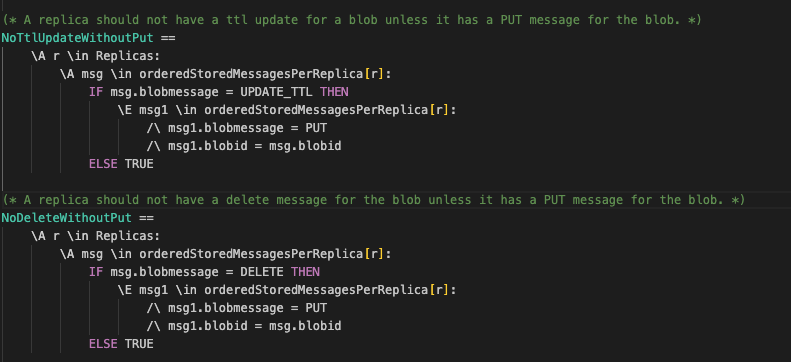 (* A replica should not have a ttl update for a blob unless it has a PUT message for the blob. *)
NoTtlUpdateWithoutPut ==
\A r \in Replicas:
\A msg \in orderedStoredMessagesPerReplica[r]:
IF msg.blobmessage = UPDATE_TTL THEN
\E msg1 \in orderedStoredMessagesPerReplica[r]:
/\ msg1.blobmessage = PUT
/\ msg1.blobid = msg.blobid
ELSE TRUE
(* A replica should not have a delete message for the blob unless it has a PUT message for the blob. *)
NoDeleteWithoutPut ==
\A r \in Replicas:
\A msg \in orderedStoredMessagesPerReplica[r]:
IF msg.blobmessage = DELETE THEN
\E msg1 \in orderedStoredMessagesPerReplica[r]:
/\ msg1.blobmessage = PUT
/\ msg1.blobid = msg.blobid
ELSE TRUE